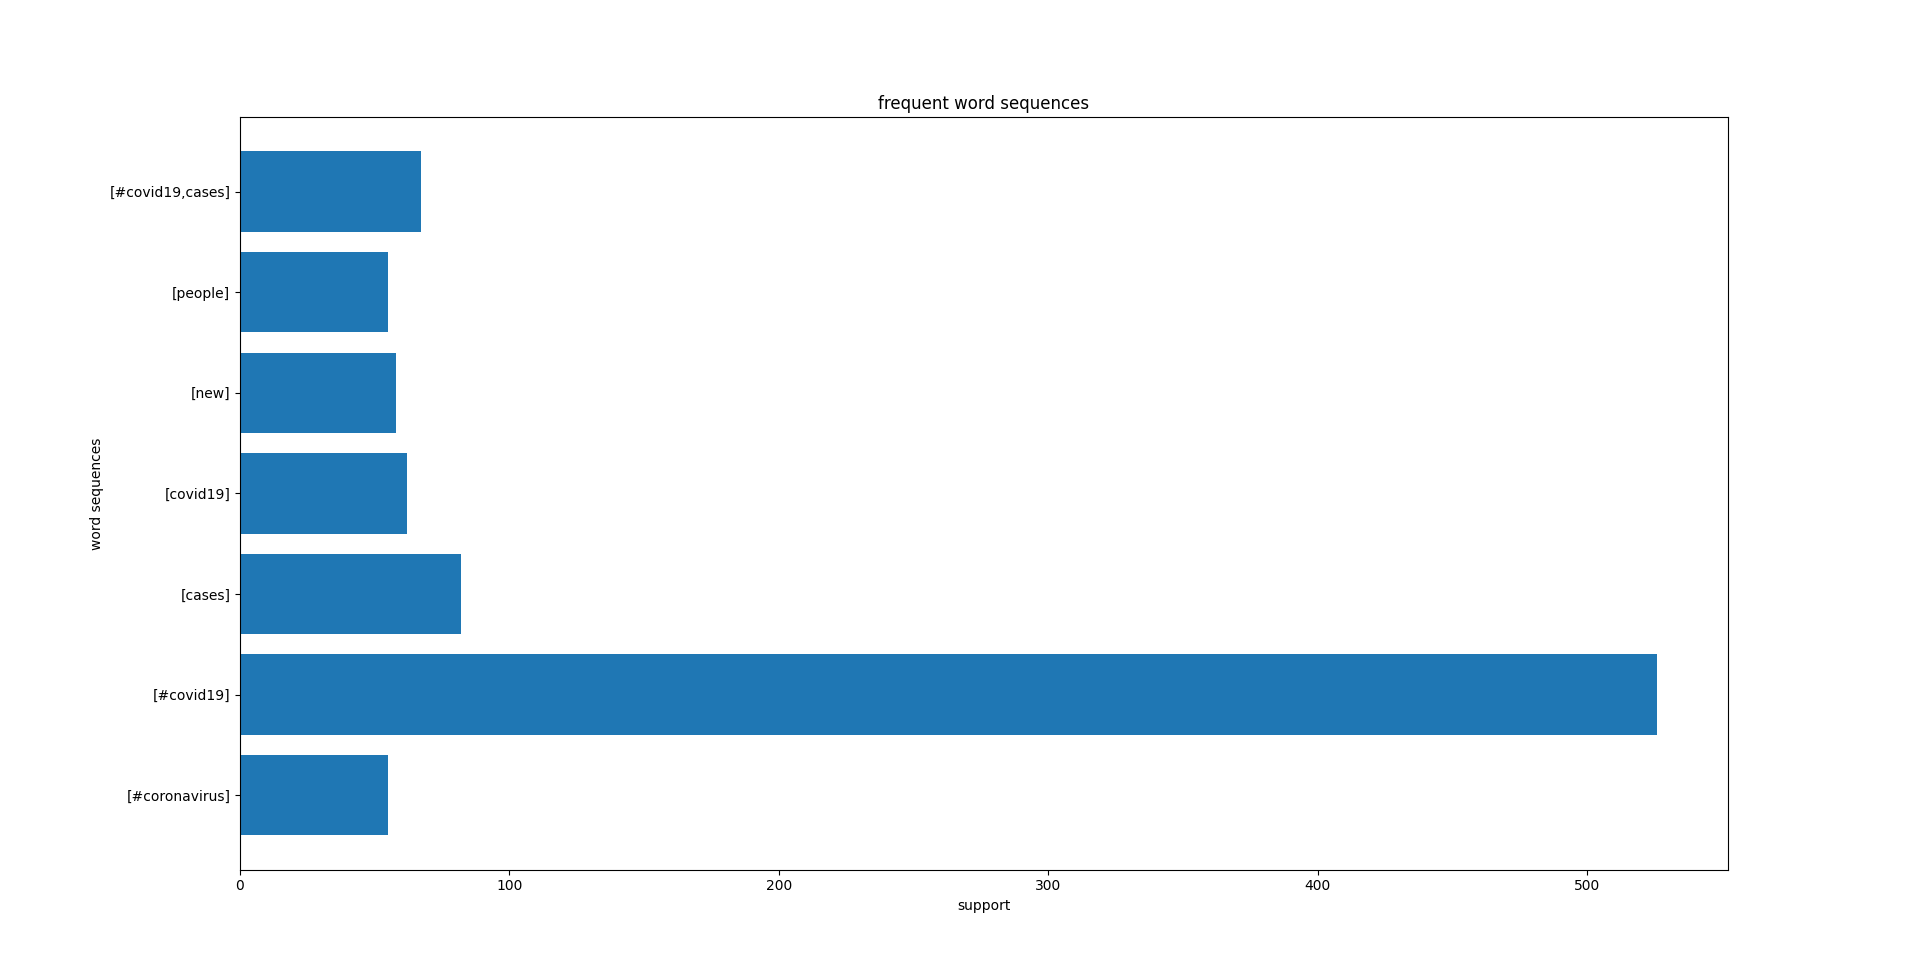 frequent word sequences
[#covid19,cases]
[people]
[new]
[covid19]
[cases]
[#covid19]
[#coronavirus]
word sequences
0 100 200 300 400 500
support